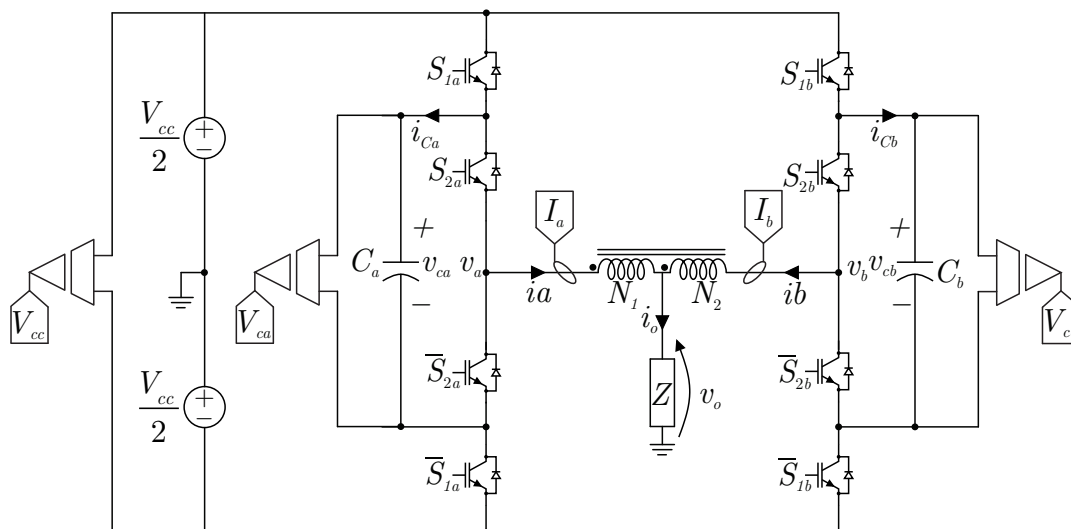 S1a
S1b
Vcc
2
+
−
iCa
iCb
S2a
S2b
Ia
Ib
Ca
+
vca
−
va
vb
vcb
+
−
Cb
ia
N1
N2
ib
io
Vcc
Vca
Vc
Vcc
2
+
−
S̅2a
S̅2b
Z
vo
S̅1a
S̅1b